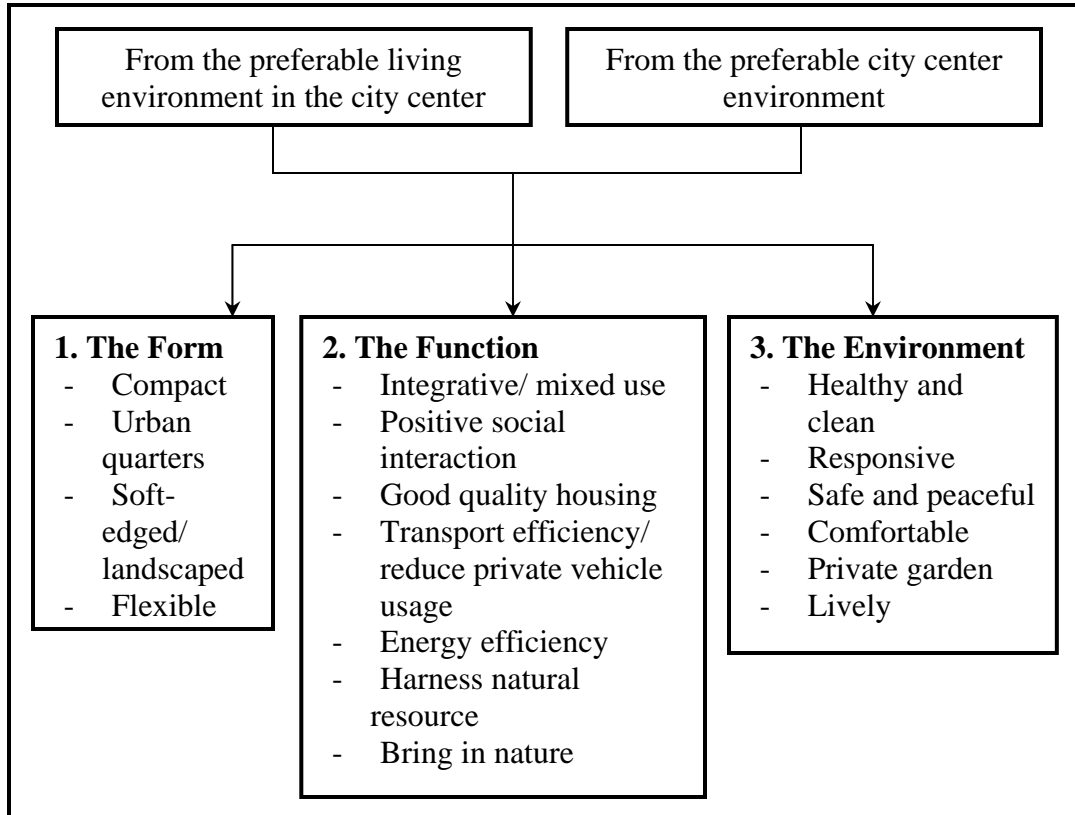 From the preferable living
environment in the city center
From the preferable city center
environment
1. The Form
- Compact
- Urban
quarters
- Soft-
edged/
landscaped
- Flexible
2. The Function
- Integrative/ mixed use
- Positive social
interaction
- Good quality housing
- Transport efficiency/
reduce private vehicle
usage
- Energy efficiency
- Harness natural
resource
- Bring in nature
3. The Environment
- Healthy and
clean
- Responsive
- Safe and peaceful
- Comfortable
- Private garden
- Lively